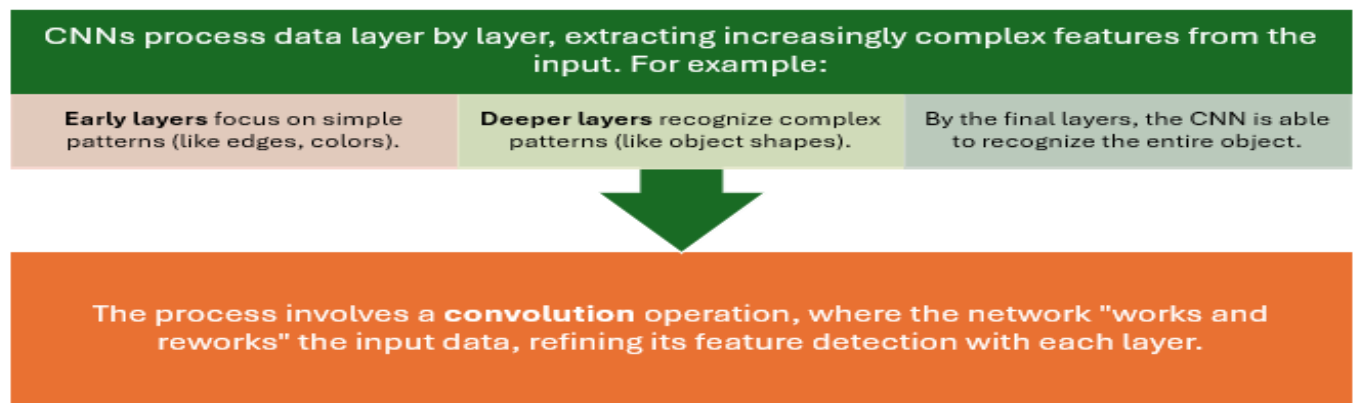 CNNs process data layer by layer, extracting increasingly complex features from the
input. For example:
Early layers focus on simple
patterns (like edges, colors).
Deeper layers recognize complex
patterns (like object shapes).
By the final layers, the CNN is able
to recognize the entire object.
The process involves a convolution operation, where the network "works and
reworks" the input data, refining its feature detection with each layer.